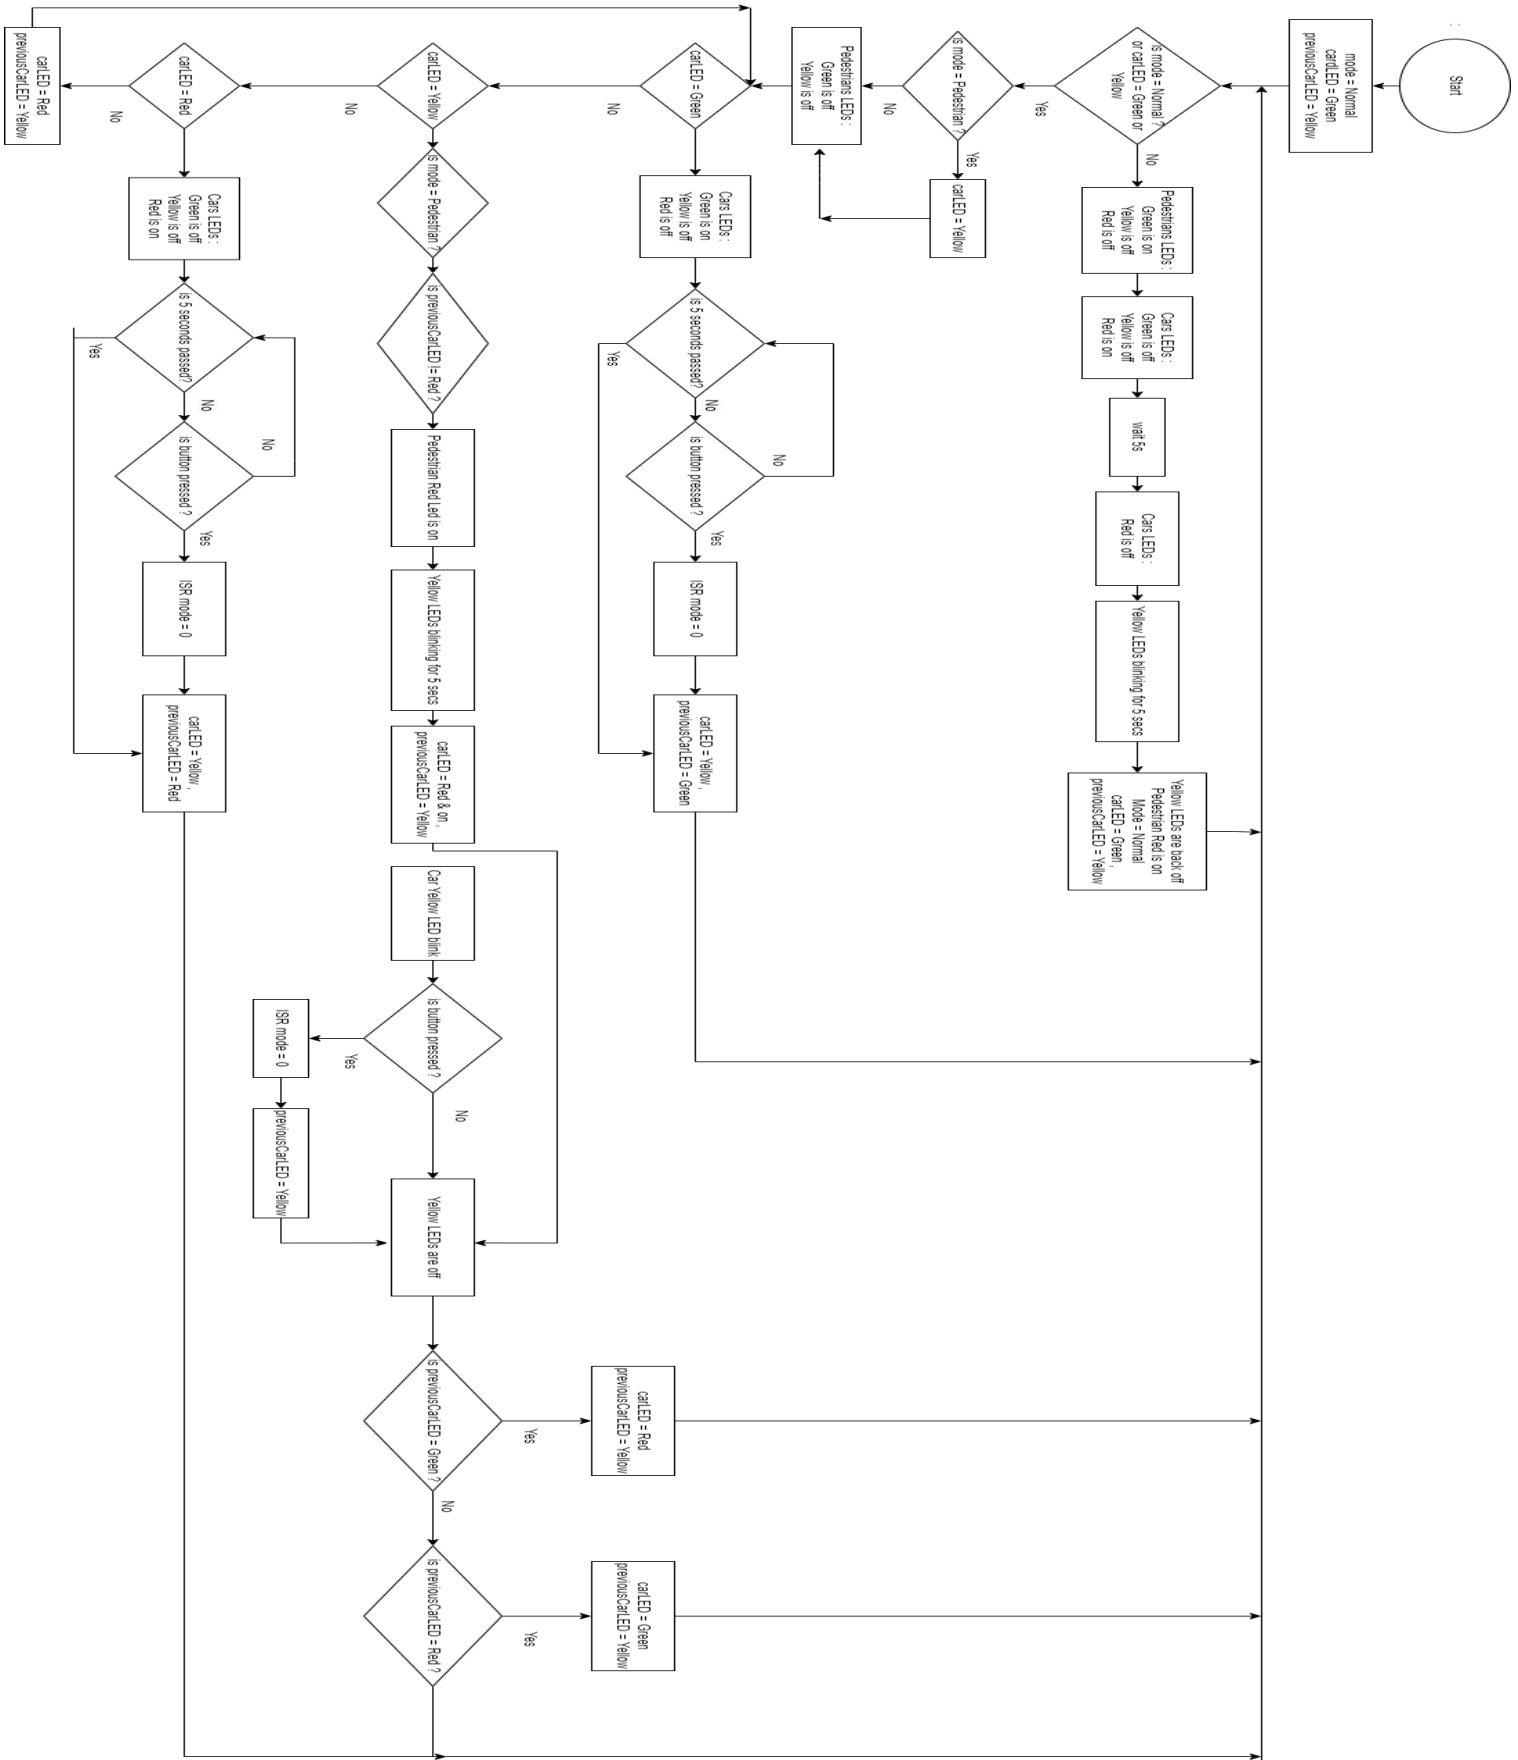 :
Start
mode = Normal
cardLED = Green
previousCarLED = Yellow
Is mode = Normal ?
or carLED = Green or
Yellow
No
Pedestrians LEDs :
Green is on
Yellow is off
Red is off
Cars LEDs :
Green is off
Yellow is off
Red is on
wait 5s
Cars LEDs :
Red is off
Yellow LEDs blinking for 5 secs
Yellow LEDs are back off
Pedestrian Red is on
Mode = Normal
carLED = Green ,
previousCarLED = Yellow
Yes
is mode = Pedestrian ?
Yes
carLED = Yellow
No
Pedestrians LEDs :
Green is off
Yellow is off
carLED = Green
Cars LEDs :
Green is on
Yellow is off
Red is off
is 5 seconds passed?
No
is button pressed ?
No
Yes
ISR mode = 0
Yes
carLED = Yellow ,
previousCarLED = Green
No
carLED = Yellow
is mode = Pedestrian ?
is previousCarLED != Red ?
Pedestrian Red Led is on
Yellow LEDs blinking for 5 secs
carLED = Red & on ,
previousCarLED = Yellow
Car Yellow LED blink
is button pressed ?
No
Yes
ISR mode = 0
previousCarLED = Yellow
Yellow LEDs are off
is previousCarLED = Green ?
Yes
carLED = Red
previousCarLED = Yellow
No
is previousCarLED = Red ?
Yes
carLED = Green
previousCarLED = Yellow
No
carLED = Red
Cars LEDs :
Green is off
Yellow is off
Red is on
is 5 seconds passed?
No
is button pressed ?
No
Yes
ISR mode = 0
Yes
carLED = Yellow ,
previousCarLED = Red
No
carLED = Red
previousCarLED = Yellow